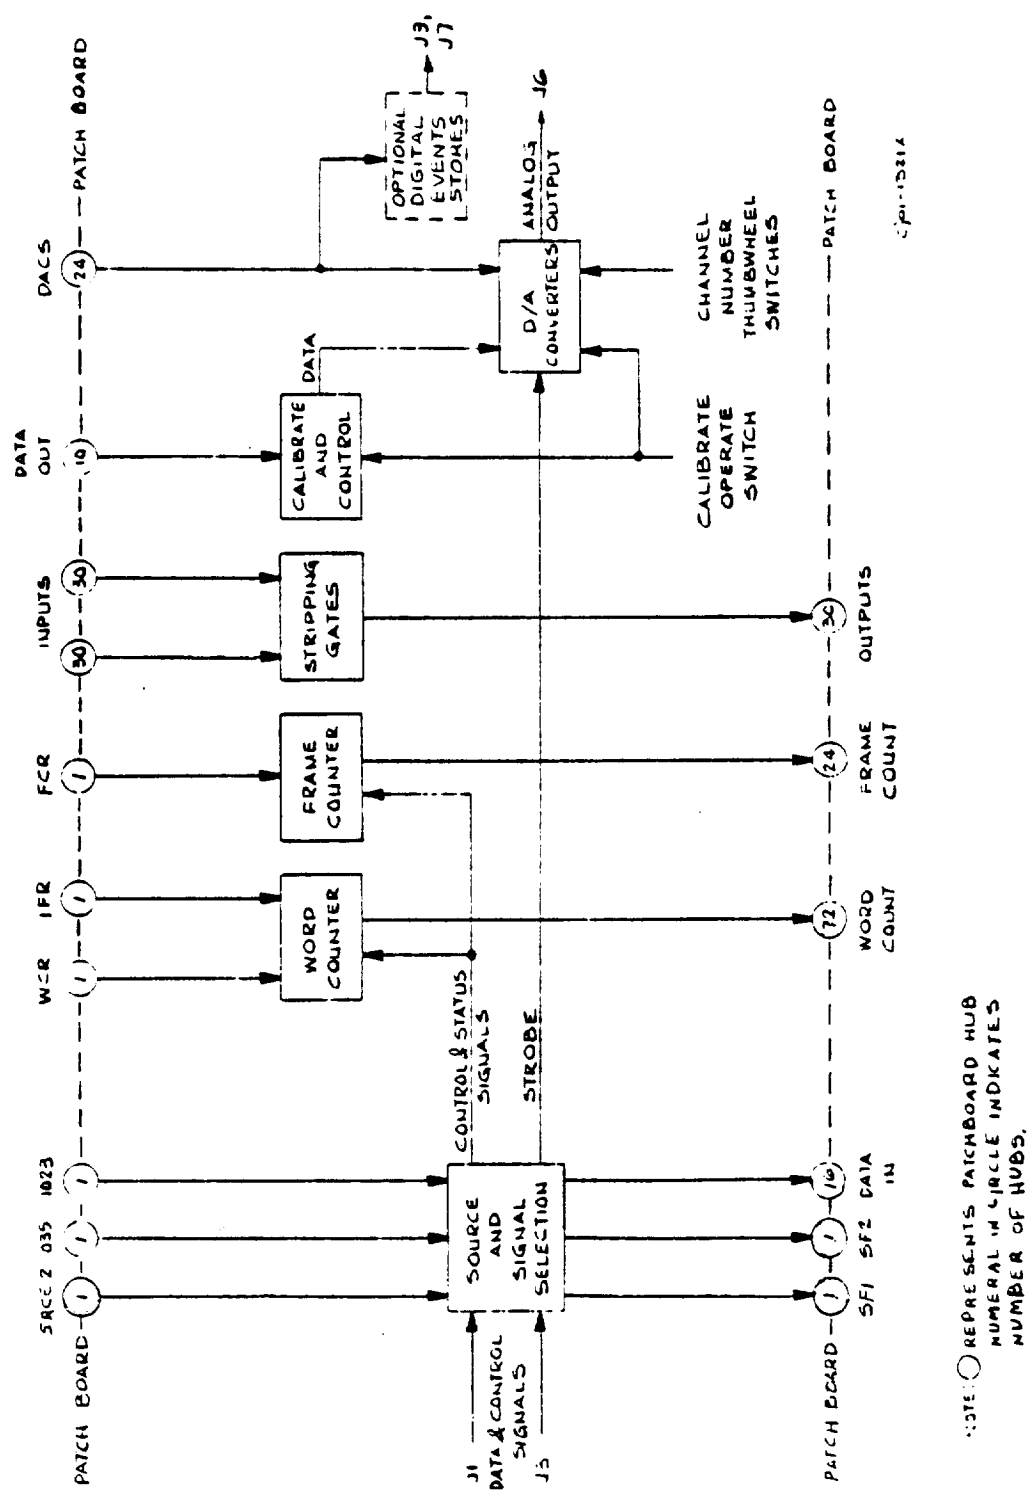 PATCH BOARD
SRCE 2
035
1023
WCR
IFR
FCR
INPUTS
DATA
OUT
DACS
PATCH BOARD
1
1
1
1
1
1
30
30
24
J1
DATA & CONTROL
SIGNALS
SOURCE
AND
SIGNAL
SELECTION
CONTROL & STATUS
SIGNALS
STROBE
WORD
COUNTER
FRAME
COUNTER
STRIPPING
GATES
CALIBRATE
AND
CONTROL
DATA
D/A
CONVERTERS
ANALOG
OUTPUT
J6
OPTIONAL
DIGITAL
EVENTS
STORES
J3,
J7
CALIBRATE
OPERATE
SWITCH
CHANNEL
NUMBER
THUMBWHEEL
SWITCHES
PATCH BOARD
1
1
72
24
30
PATCH BOARD
SF1
SF2
DATA
IN
WORD
COUNT
FRAME
COUNT
OUTPUTS
NOTE: REPRESENTS PATCHBOARD HUB
NUMERAL IN CIRCLE INDICATES
NUMBER OF HUBS.